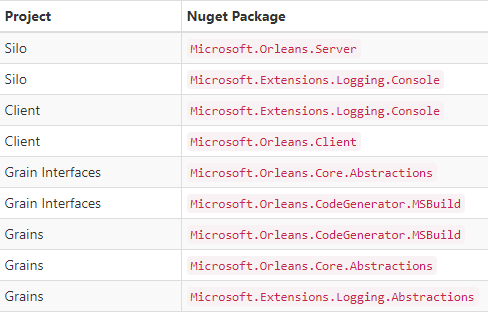 Project Nuget Package
Silo Microsoft.Orleans.Server
Silo Microsoft.Extensions.Logging.Console
Client Microsoft.Extensions.Logging.Console
Client Microsoft.Orleans.Client
Grain Interfaces Microsoft.Orleans.Core.Abstractions
Grain Interfaces Microsoft.Orleans.CodeGenerator.MSBuild
Grains Microsoft.Orleans.CodeGenerator.MSBuild
Grains Microsoft.Orleans.Core.Abstractions
Grains Microsoft.Extensions.Logging.Abstractions